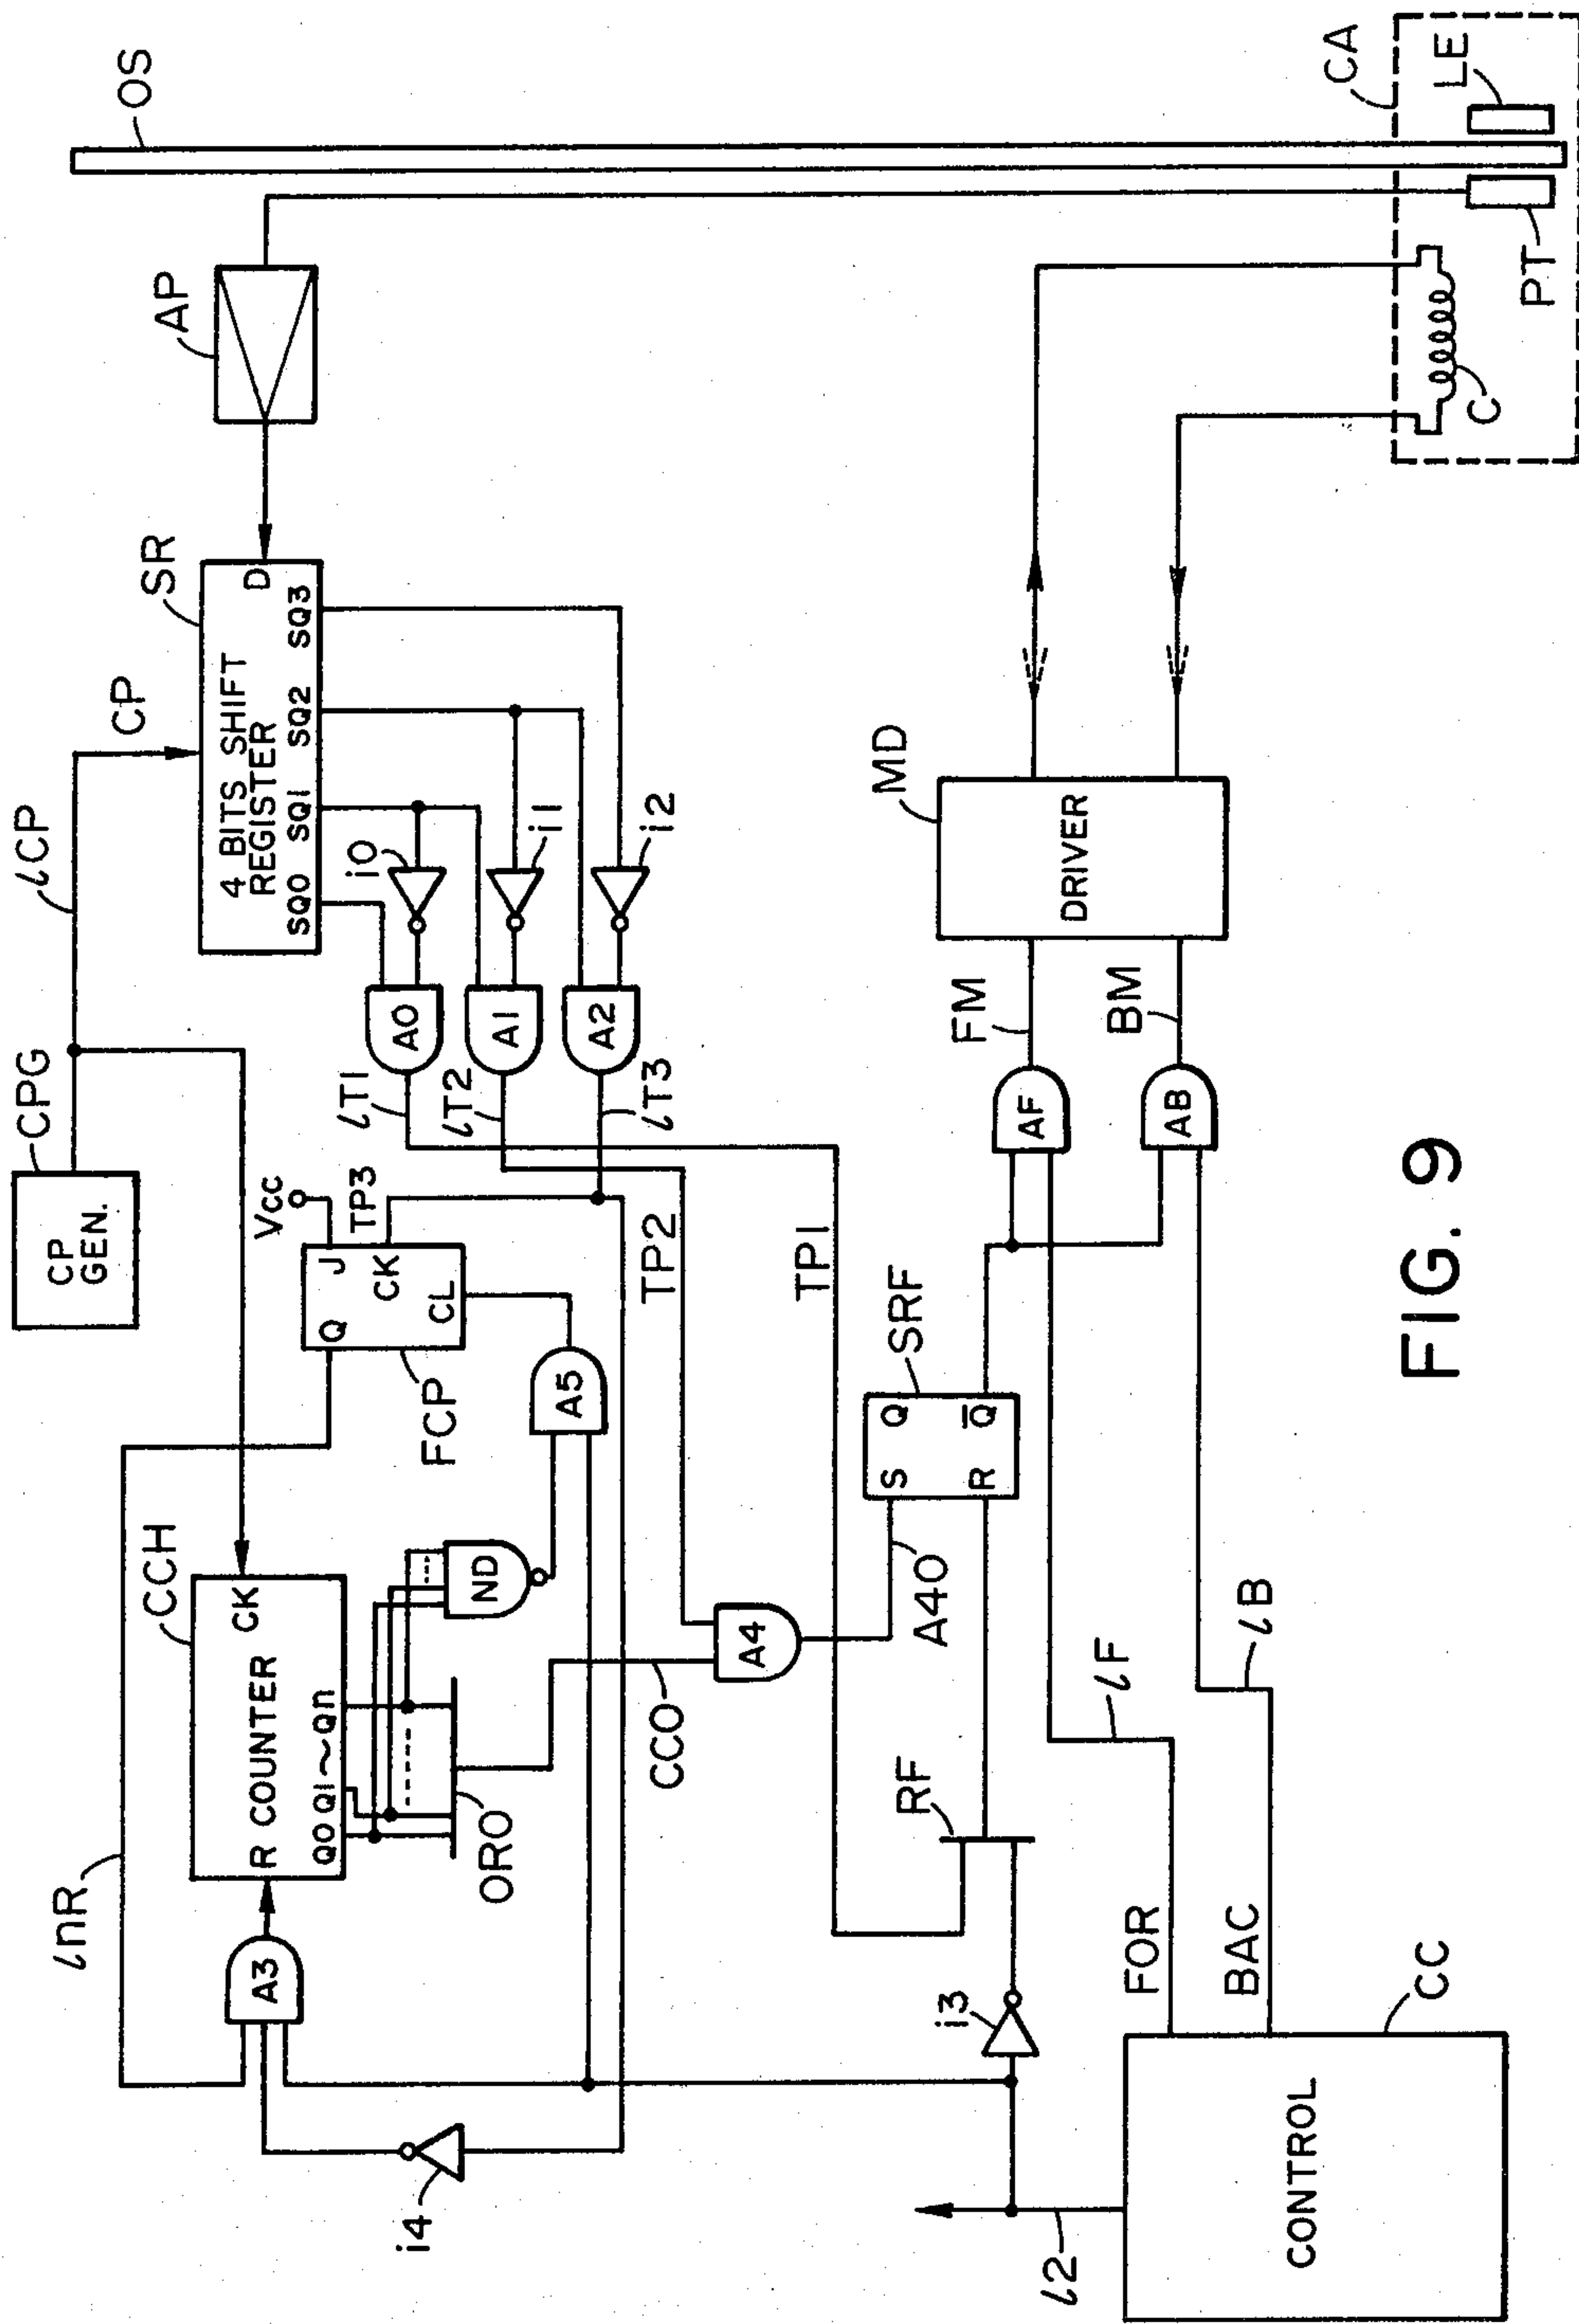 CPG
CP
GEN.
ℓCP
CP
SR
4 BITS SHIFT
REGISTER
D
SQ0 SQ1 SQ2 SQ3
AP
OS
ℓnR
CCH
R COUNTER CK
Q0 Q1~Qn
A3
i4
ORO
ND
CCO
FCP
Q J
CK
CL
Vcc
TP3
A5
i0
i1
i2
A0
A1
A2
ℓT1
ℓT2
ℓT3
TP2
TP1
A4
A40
SRF
S Q
R Q̅
RF
i3
ℓ2
CONTROL
CC
FOR
BAC
ℓF
ℓB
AF
AB
FM
BM
MD
DRIVER
CA
LE
PT
C
FIG. 9